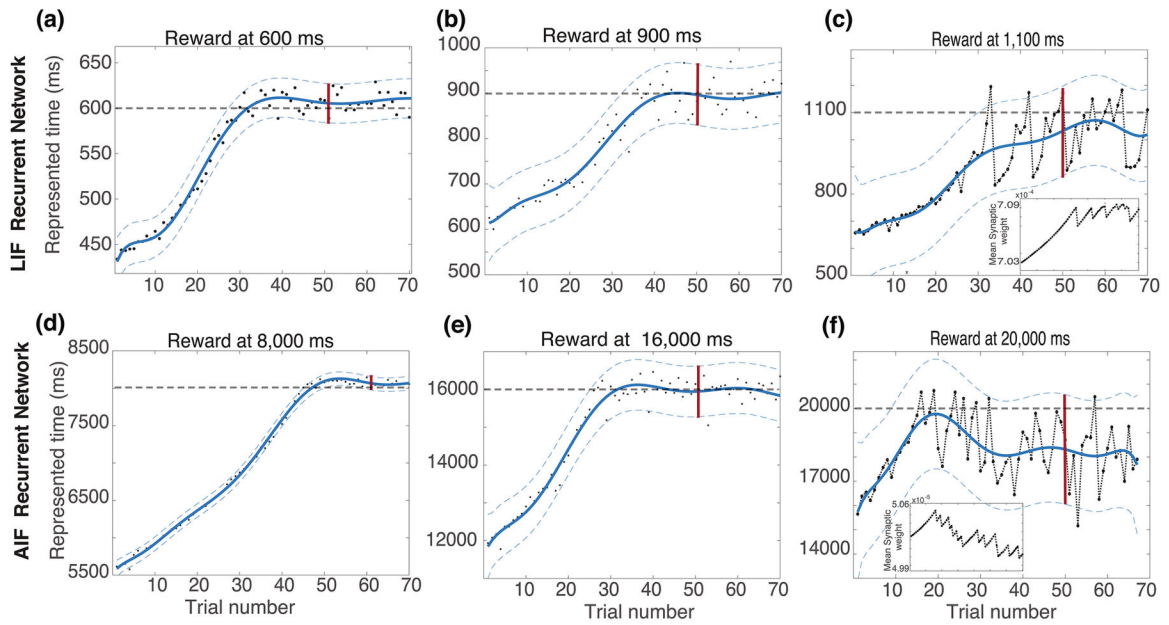 (a)
Reward at 600 ms
(b)
Reward at 900 ms
(c)
Reward at 1,100 ms
LIF Recurrent Network
Represented time (ms)
650
600
550
500
450
10 20 30 40 50 60 70
1000
900
800
700
600
500
10 20 30 40 50 60 70
1100
800
500
10 20 30 40 50 60 70
x10⁻⁴
7.09
7.03
Mean Synaptic
weight
(d)
Reward at 8,000 ms
(e)
Reward at 16,000 ms
(f)
Reward at 20,000 ms
AIF Recurrent Network
Represented time (ms)
8500
7500
6500
5500
10 20 30 40 50 60 70
Trial number
16000
14000
12000
10 20 30 40 50 60 70
Trial number
20000
17000
14000
10 20 30 40 50 60 70
Trial number
x10⁻⁵
5.06
4.99
Mean Synaptic
weight